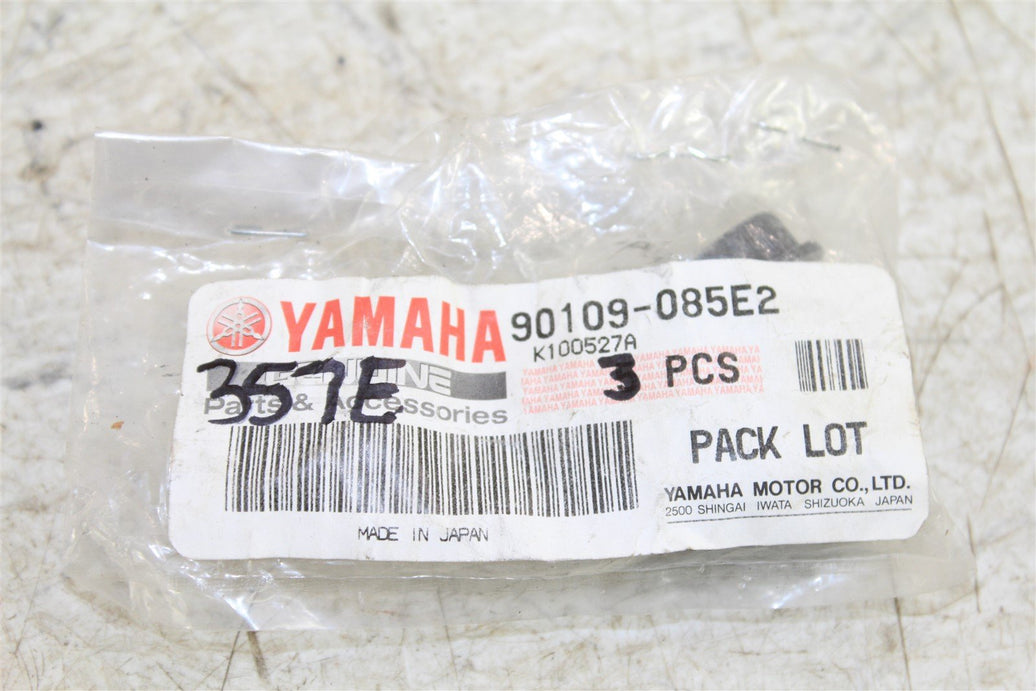 YAMAHA 90109-085E2
K100527A
GENUINE
Parts & Accessories
357E
3 PCS
PACK LOT
YAMAHA MOTOR CO.,LTD.
2500 SHINGAI IWATA SHIZUOKA JAPAN
MADE IN JAPAN